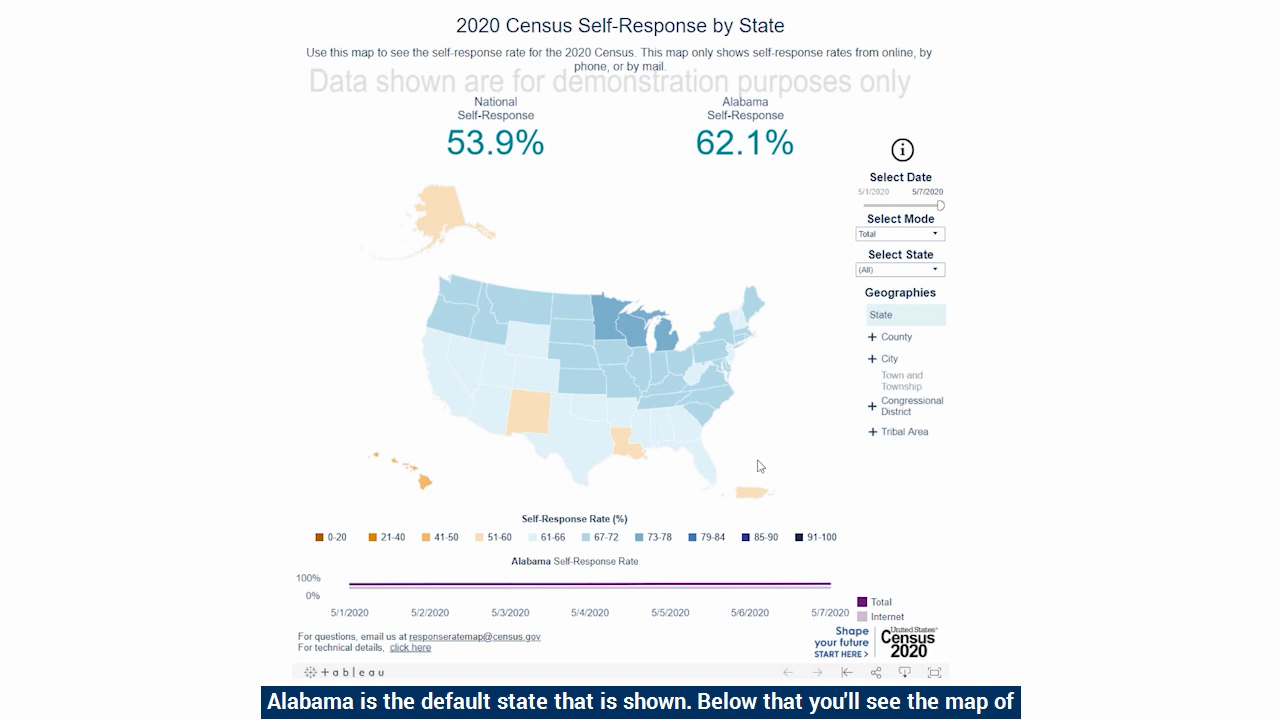 2020 Census Self-Response by State
Use this map to see the self-response rate for the 2020 Census. This map only shows self-response rates from online, by
phone, or by mail.
Data shown are for demonstration purposes only
National
Self-Response
53.9%
Alabama
Self-Response
62.1%
Select Date
5/1/2020 5/7/2020
Select Mode
Total
Select State
(All)
Geographies
State
+ County
+ City
Town and
Township
+ Congressional
District
+ Tribal Area
Self-Response Rate (%)
0-20 21-40 41-50 51-60 61-66 67-72 73-78 79-84 85-90 91-100
Alabama Self-Response Rate
100%
0%
5/1/2020 5/2/2020 5/3/2020 5/4/2020 5/5/2020 5/6/2020 5/7/2020
Total
Internet
For questions, email us at responseratemap@census.gov
For technical details, click here
Shape
your future
START HERE >
United States®
Census
2020
+ableau
Alabama is the default state that is shown. Below that you'll see the map of